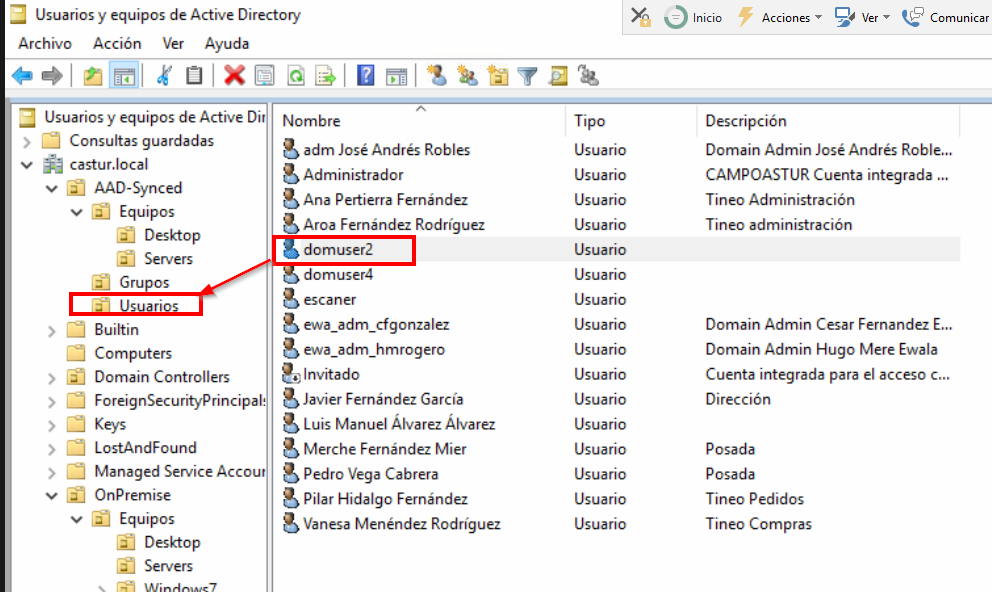 Usuarios y equipos de Active Directory
Inicio Acciones Ver Comunicar
Archivo Acción Ver Ayuda
Usuarios y equipos de Active Dir
Consultas guardadas
castur.local
AAD-Synced
Equipos
Desktop
Servers
Grupos
Usuarios
Builtin
Computers
Domain Controllers
ForeignSecurityPrincipals
Keys
LostAndFound
Managed Service Accour
OnPremise
Equipos
Desktop
Servers
Windows7
Nombre Tipo Descripción
adm José Andrés Robles Usuario Domain Admin José Andrés Roble...
Administrador Usuario CAMPOASTUR Cuenta integrada ...
Ana Pertierra Fernández Usuario Tineo Administración
Aroa Fernández Rodríguez Usuario Tineo administración
domuser2 Usuario
domuser4 Usuario
escaner Usuario
ewa_adm_cfgonzalez Usuario Domain Admin Cesar Fernandez E...
ewa_adm_hmrogero Usuario Domain Admin Hugo Mere Ewala
Invitado Usuario Cuenta integrada para el acceso c...
Javier Fernández García Usuario Dirección
Luis Manuel Álvarez Álvarez Usuario
Merche Fernández Mier Usuario Posada
Pedro Vega Cabrera Usuario Posada
Pilar Hidalgo Fernández Usuario Tineo Pedidos
Vanesa Menéndez Rodríguez Usuario Tineo Compras